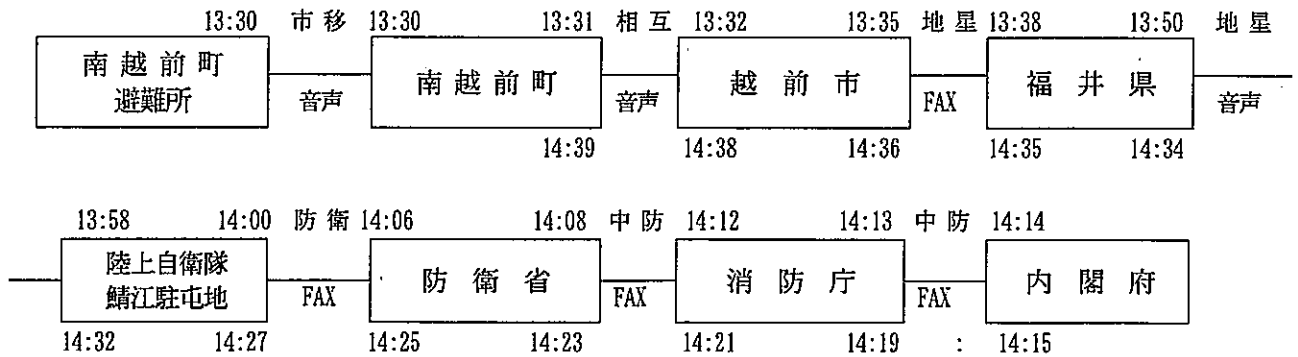 13:30 市移 13:30 13:31 相互 13:32 13:35 地星 13:38 13:50 地星
南越前町 避難所 音声 南越前町 音声 越前市 FAX 福井県 音声
14:39 14:38 14:36 14:35 14:34
13:58 14:00 防衛 14:06 14:08 中防 14:12 14:13 中防 14:14
陸上自衛隊 鯖江駐屯地 FAX 防衛省 FAX 消防庁 FAX 内閣府
14:32 14:27 14:25 14:23 14:21 14:19 : 14:15